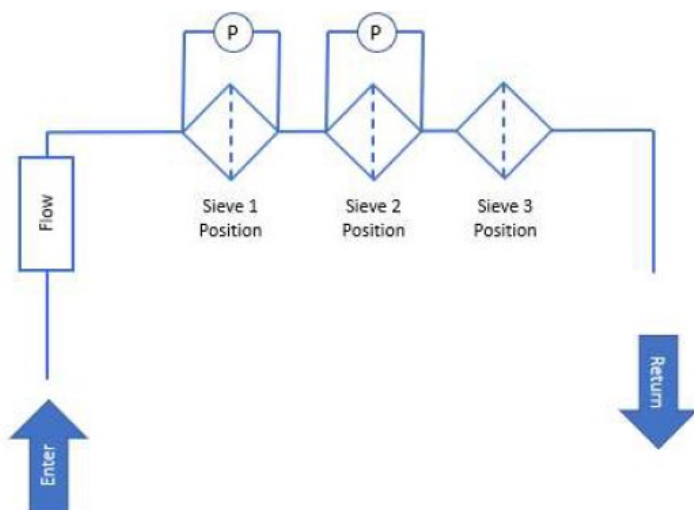 P
P
Flow
Sieve 1
Position
Sieve 2
Position
Sieve 3
Position
Enter
Return